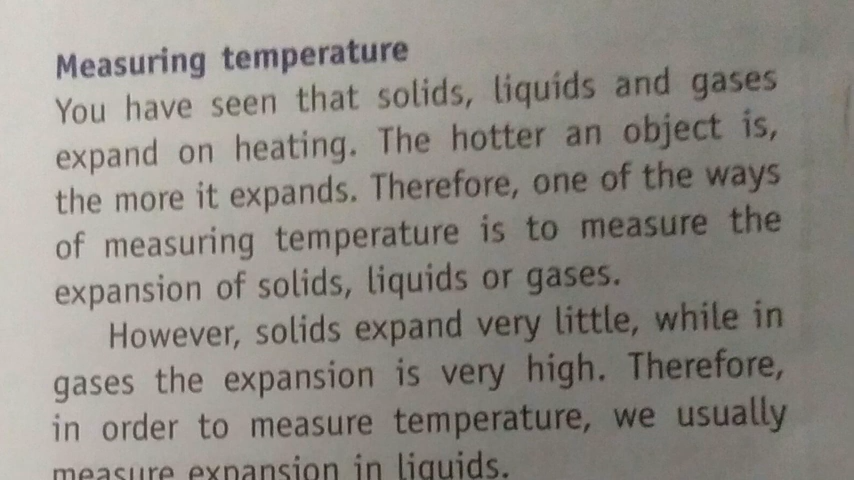 Measuring temperature
You have seen that solids, liquids and gases
expand on heating. The hotter an object is,
the more it expands. Therefore, one of the ways
of measuring temperature is to measure the
expansion of solids, liquids or gases.
However, solids expand very little, while in
gases the expansion is very high. Therefore,
in order to measure temperature, we usually
measure expansion in liquids.